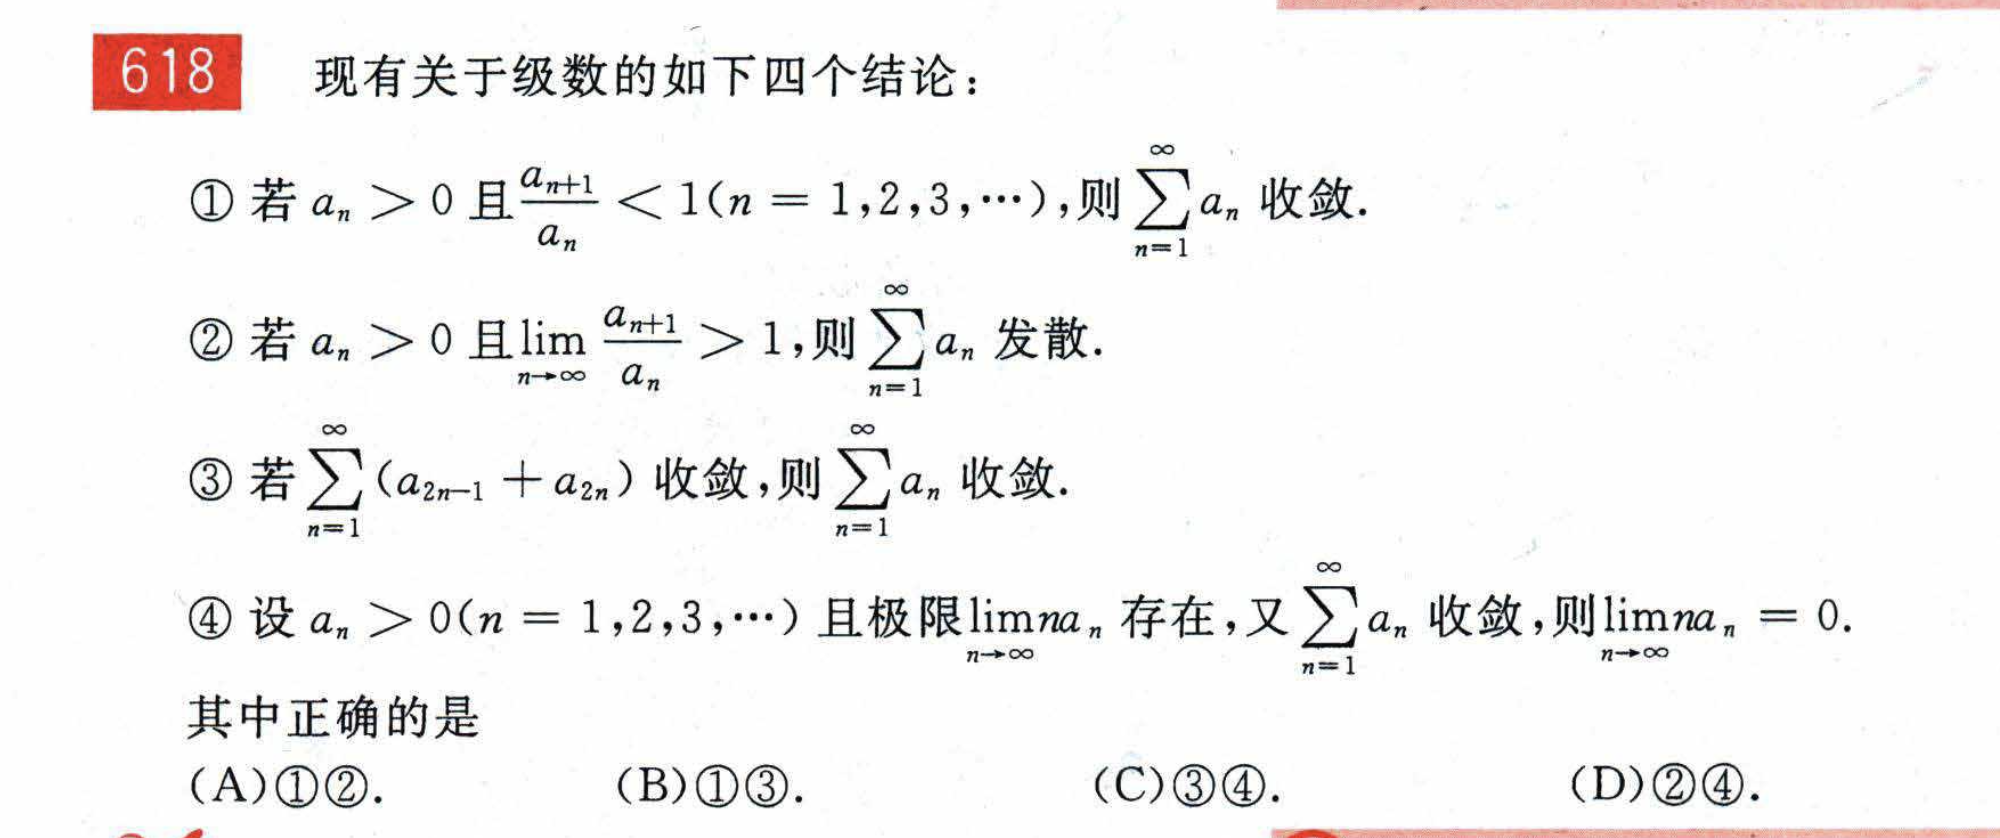 618 现有关于级数的如下四个结论：
① 若 $a_n > 0$ 且 $\frac{a_{n+1}}{a_n} < 1(n = 1,2,3,\cdots)$,则 $\sum_{n=1}^{\infty} a_n$ 收敛.
② 若 $a_n > 0$ 且 $\lim_{n \to \infty} \frac{a_{n+1}}{a_n} > 1$,则 $\sum_{n=1}^{\infty} a_n$ 发散.
③ 若 $\sum_{n=1}^{\infty} (a_{2n-1} + a_{2n})$ 收敛,则 $\sum_{n=1}^{\infty} a_n$ 收敛.
④ 设 $a_n > 0(n = 1,2,3,\cdots)$ 且极限 $\lim_{n \to \infty} na_n$ 存在,又 $\sum_{n=1}^{\infty} a_n$ 收敛,则 $\lim_{n \to \infty} na_n = 0$.
其中正确的是
(A)①②. (B)①③. (C)③④. (D)②④.